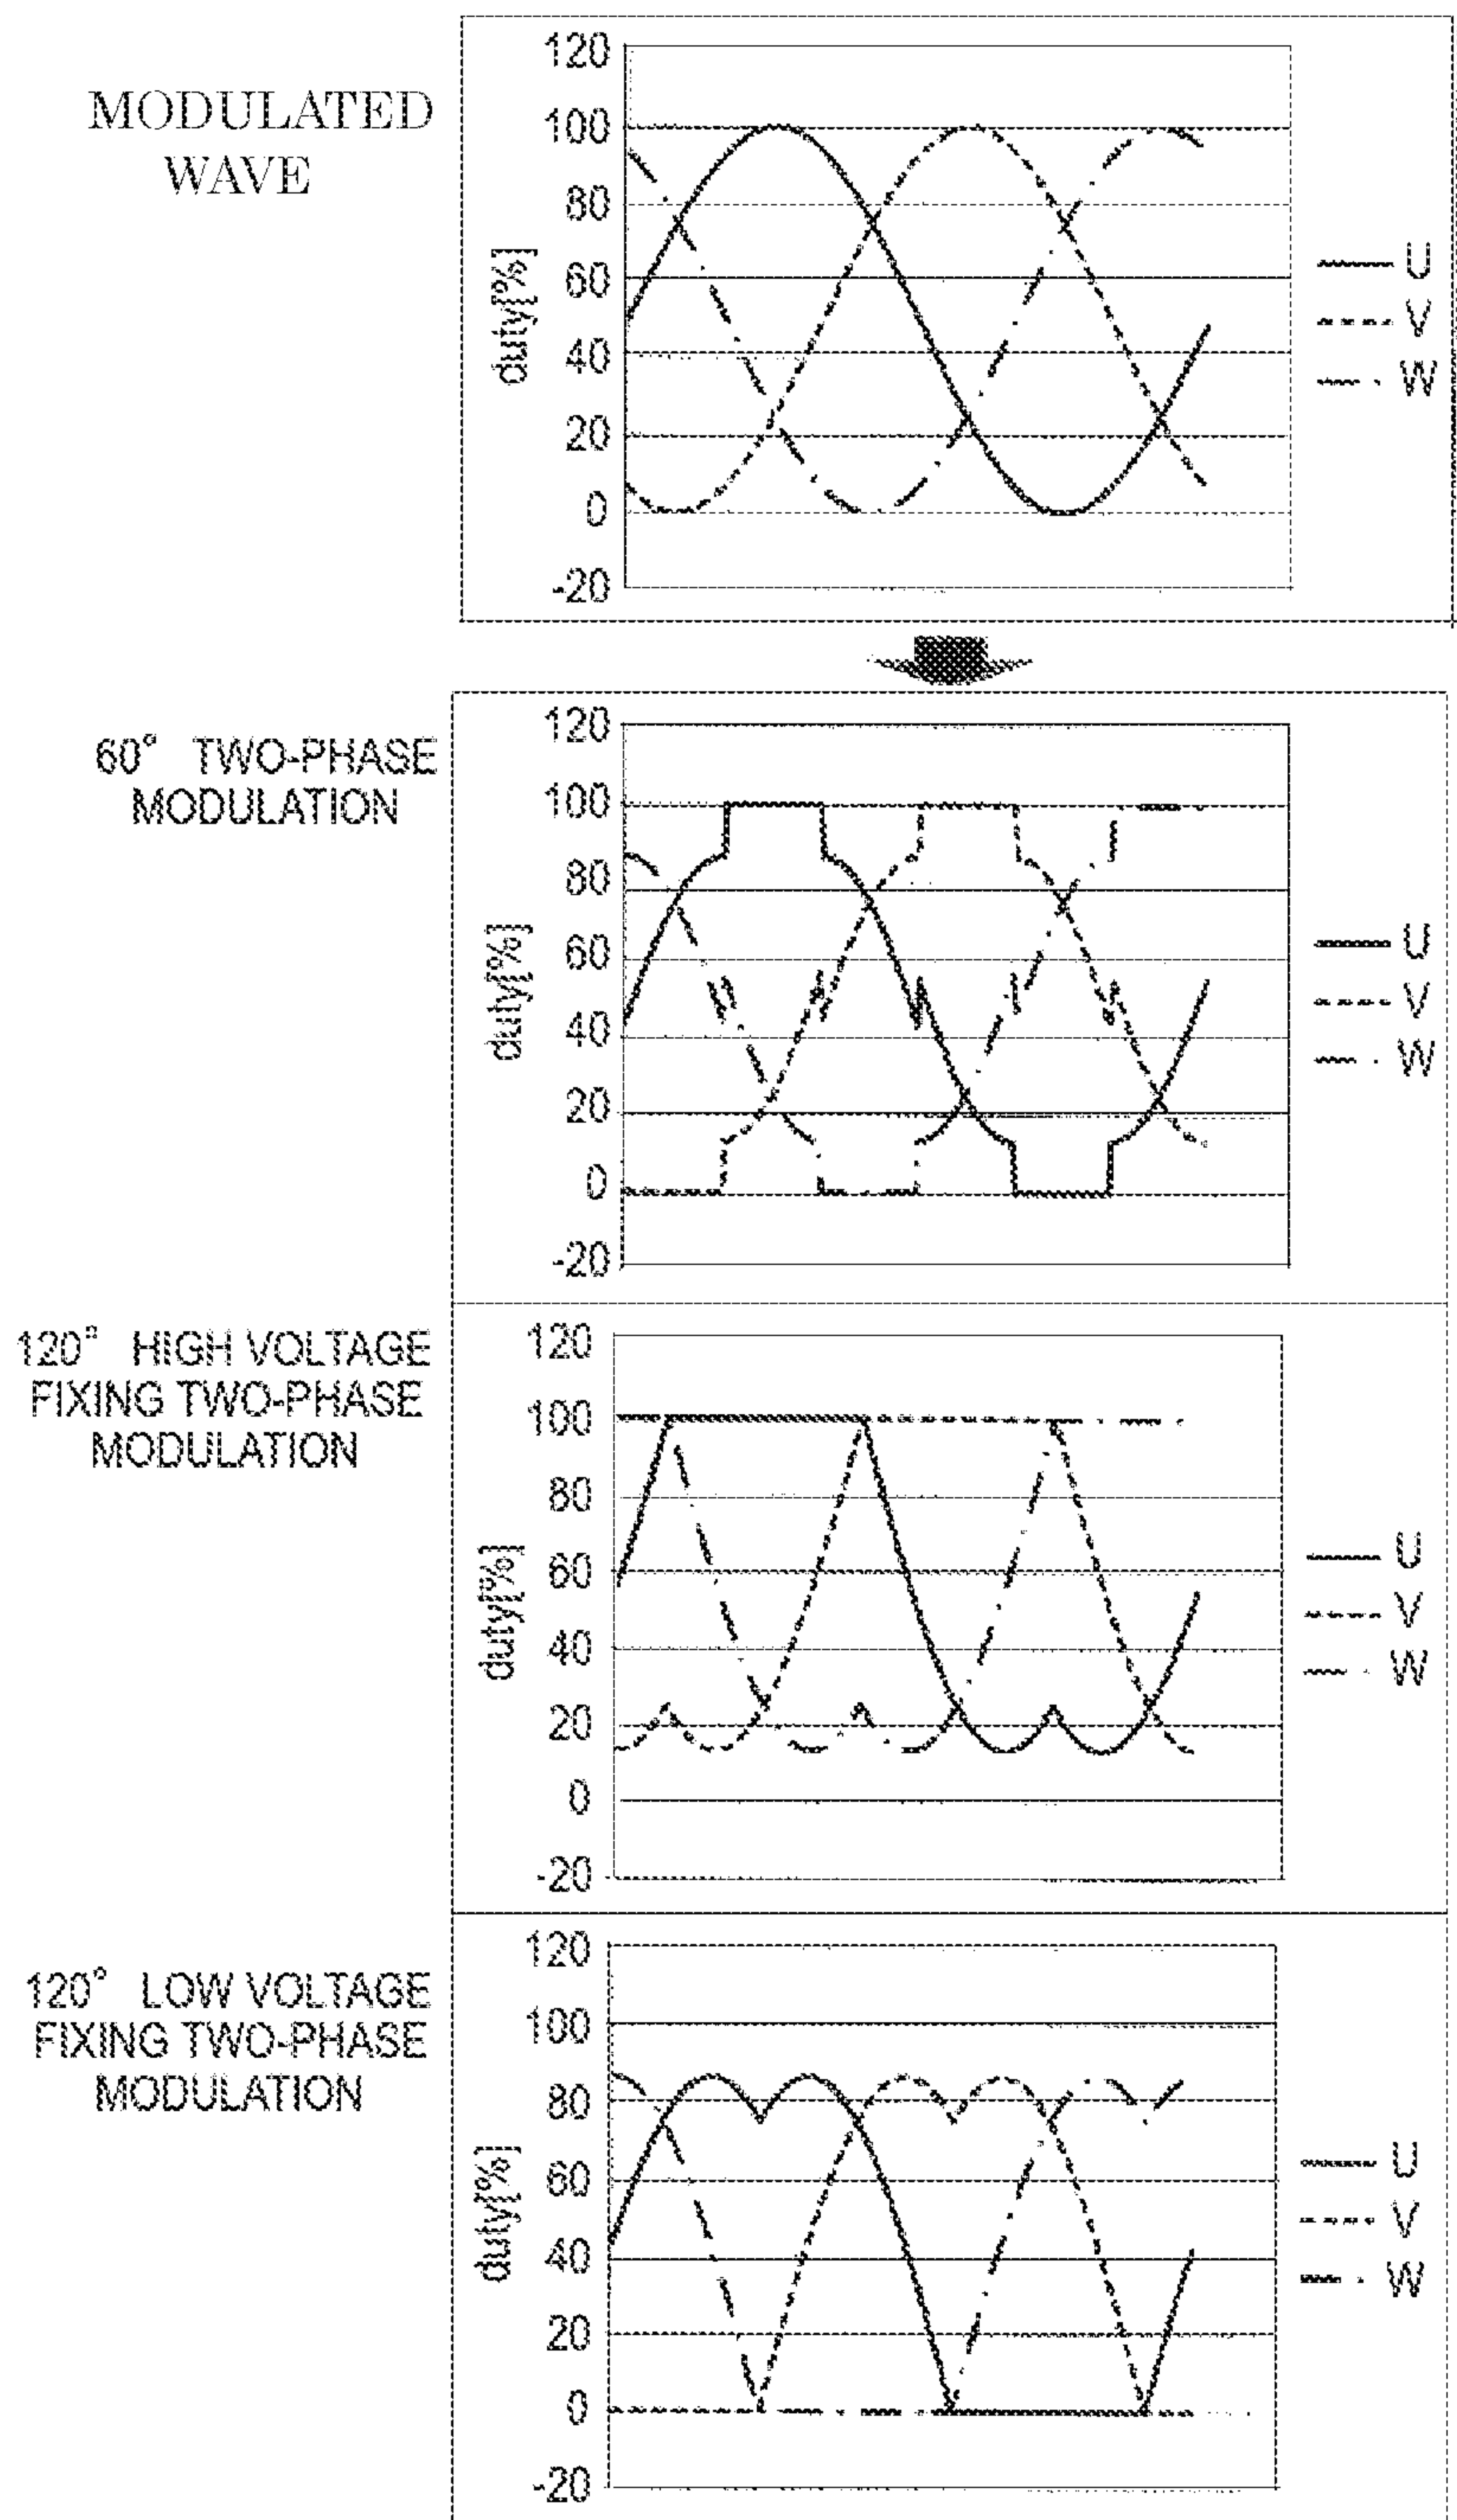 MODULATED
WAVE
120
100
80
60
40
20
0
-20
duty[%]
U
V
W
60° TWO-PHASE
MODULATION
120
100
80
60
40
20
0
-20
duty[%]
U
V
W
120° HIGH VOLTAGE
FIXING TWO-PHASE
MODULATION
120
100
80
60
40
20
0
-20
duty[%]
U
V
W
120° LOW VOLTAGE
FIXING TWO-PHASE
MODULATION
120
100
80
60
40
20
0
-20
duty[%]
U
V
W